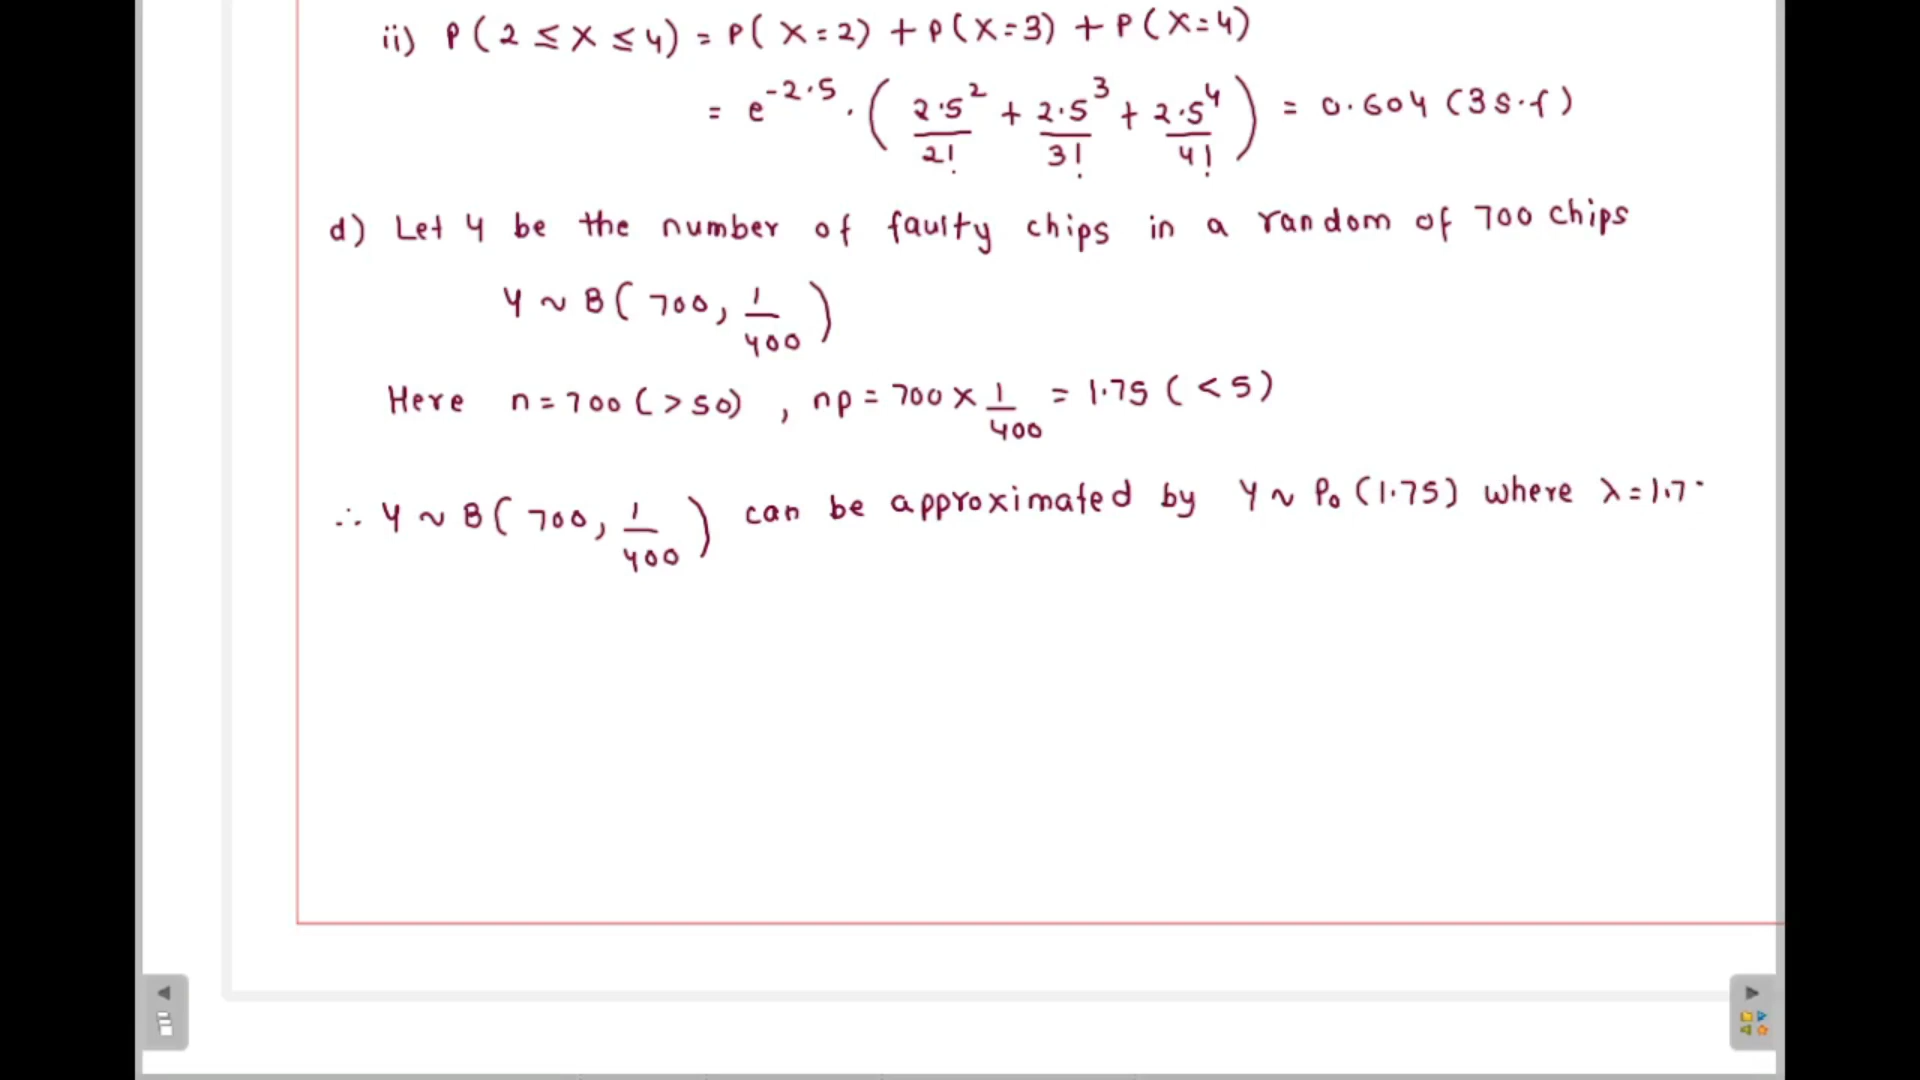 ii) P(2 ≤ X ≤ 4) = P(X=2) + P(X=3) + P(X=4)
= e^-2.5 . (2.5^2/2! + 2.5^3/3! + 2.5^4/4!) = 0.604 (3s.f)
d) Let Y be the number of faulty chips in a random of 700 chips
Y ~ B(700, 1/400)
Here n = 700 (>50), np = 700 × 1/400 = 1.75 (<5)
∴ Y ~ B(700, 1/400) can be approximated by Y ~ Po(1.75) where λ=1.7